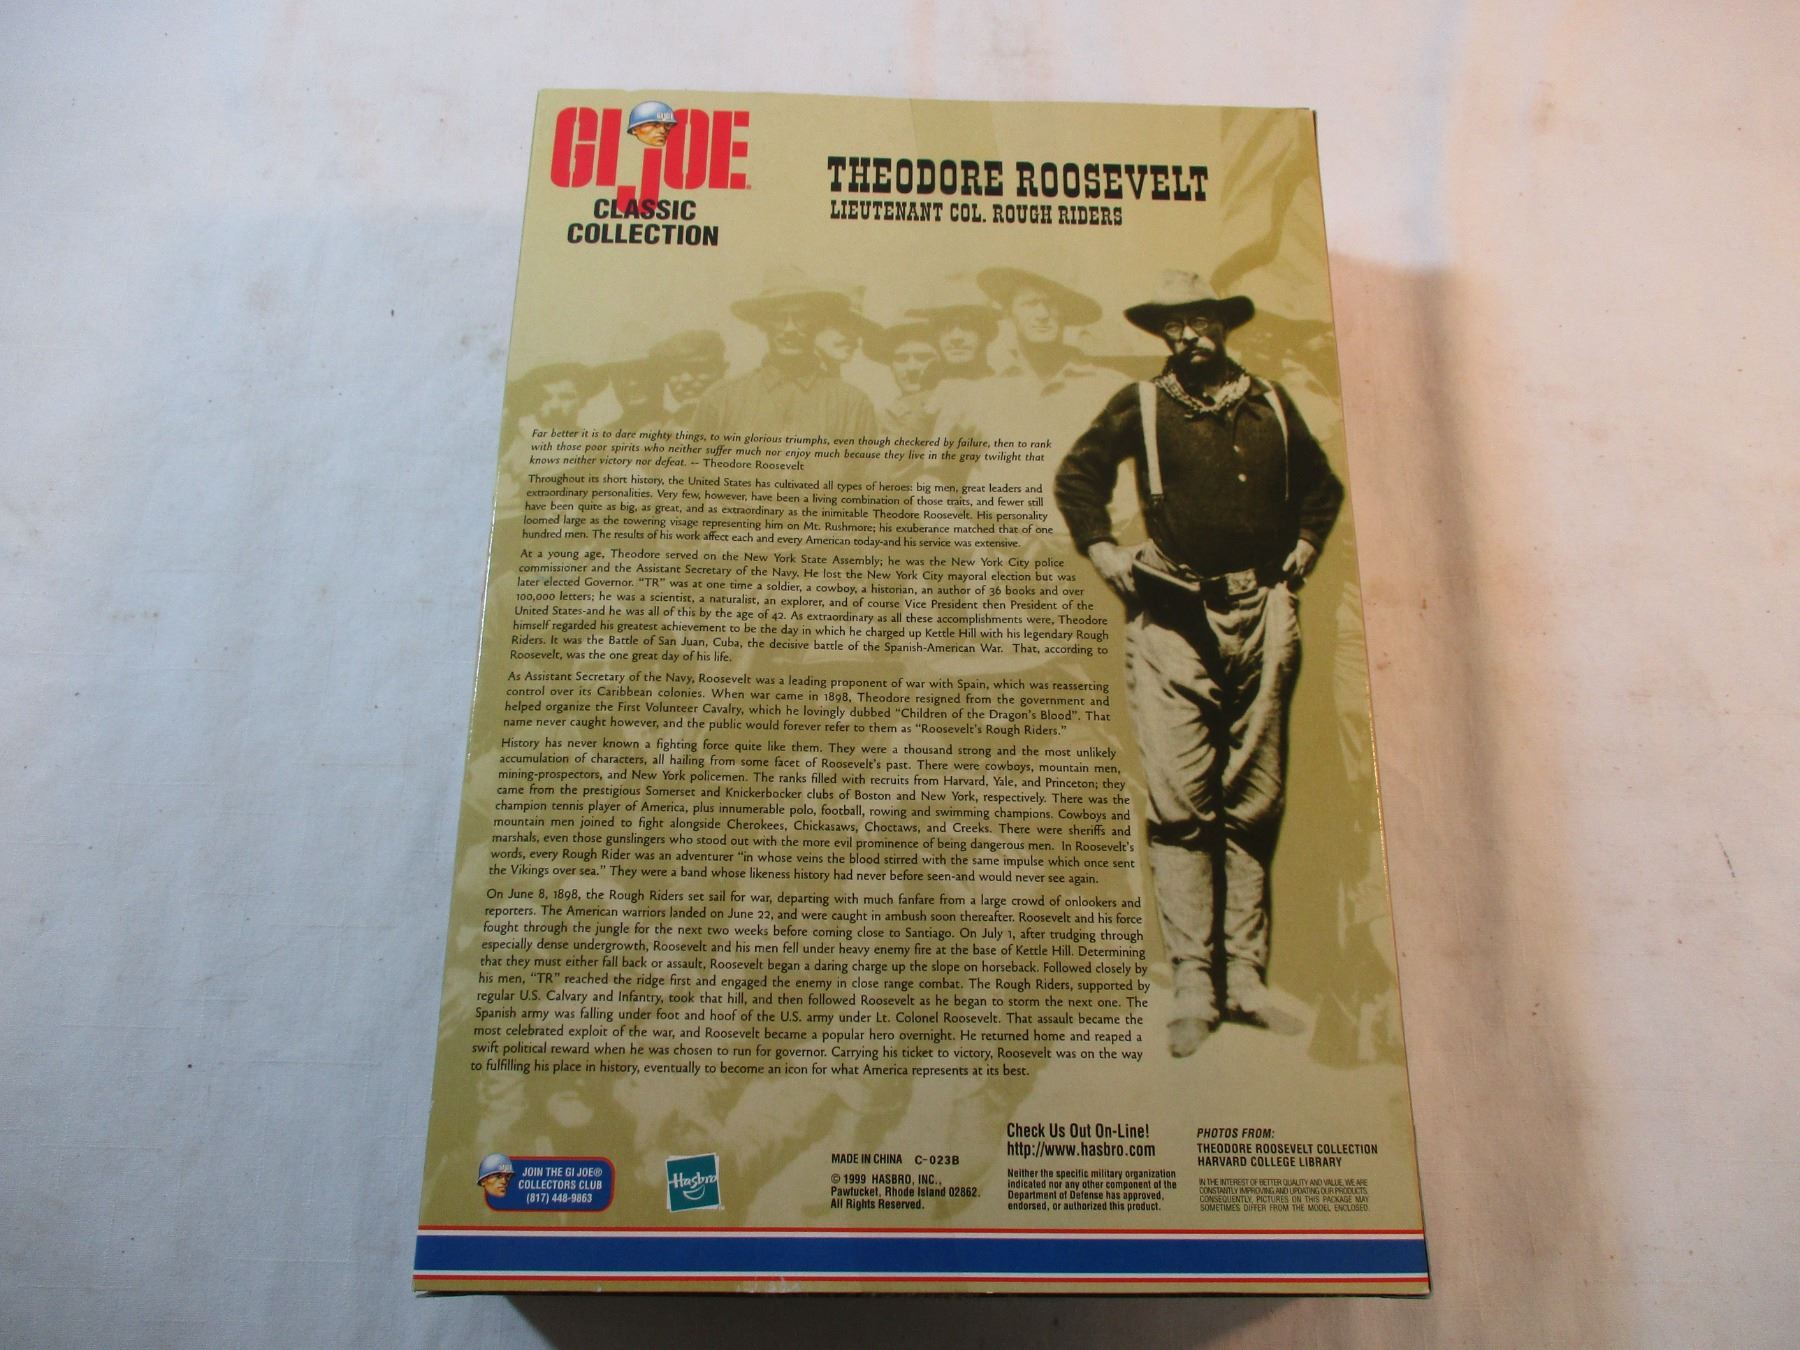 GI JOE
CLASSIC
COLLECTION
THEODORE ROOSEVELT
LIEUTENANT COL. ROUGH RIDERS
Far better it is to dare mighty things, to win glorious triumphs, even though checkered by failure, then to rank
with those poor spirits who neither suffer much nor enjoy much because they live in the gray twilight that
knows neither victory nor defeat. -- Theodore Roosevelt
Throughout its short history, the United States has cultivated all types of heroes: big men, great leaders and
extraordinary personalities. Very few, however, have been a living combination of those traits, and fewer still
have been quite as big, as great, and as extraordinary as the inimitable Theodore Roosevelt. His personality
loomed large as the towering visage representing him on Mt. Rushmore; his exuberance matched that of one
hundred men. The results of his work affect each and every American today-and his service was extensive.
At a young age, Theodore served on the New York State Assembly; he was the New York City police
commissioner and the Assistant Secretary of the Navy. He lost the New York City mayoral election but was
later elected Governor. "TR" was at one time a soldier, a cowboy, a historian, an author of 36 books and over
100,000 letters; he was a scientist, a naturalist, an explorer, and of course Vice President then President of the
United States-and he was all of this by the age of 42. As extraordinary as all these accomplishments were, Theodore
himself regarded his greatest achievement to be the day in which he charged up Kettle Hill with his legendary Rough
Riders. It was the Battle of San Juan, Cuba, the decisive battle of the Spanish-American War. That, according to
Roosevelt, was the one great day of his life.
As Assistant Secretary of the Navy, Roosevelt was a leading proponent of war with Spain, which was reasserting
control over its Caribbean colonies. When war came in 1898, Theodore resigned from the government and
helped organize the First Volunteer Cavalry, which he lovingly dubbed "Children of the Dragon's Blood". That
name never caught however, and the public would forever refer to them as "Roosevelt's Rough Riders."
History has never known a fighting force quite like them. They were a thousand strong and the most unlikely
accumulation of characters, all hailing from some facet of Roosevelt's past. There were cowboys, mountain men,
mining-prospectors, and New York policemen. The ranks filled with recruits from Harvard, Yale, and Princeton; they
came from the prestigious Somerset and Knickerbocker clubs of Boston and New York, respectively. There was the
champion tennis player of America, plus innumerable polo, football, rowing and swimming champions. Cowboys and
mountain men joined to fight alongside Cherokees, Chickasaws, Choctaws, and Creeks. There were sheriffs and
marshals, even those gunslingers who stood out with the more evil prominence of being dangerous men. In Roosevelt's
words, every Rough Rider was an adventurer "in whose veins the blood stirred with the same impulse which once sent
the Vikings over sea." They were a band whose likeness history had never before seen-and would never see again.
On June 8, 1898, the Rough Riders set sail for war, departing with much fanfare from a large crowd of onlookers and
reporters. The American warriors landed on June 22, and were caught in ambush soon thereafter. Roosevelt and his force
fought through the jungle for the next two weeks before coming close to Santiago. On July 1, after trudging through
especially dense undergrowth, Roosevelt and his men fell under heavy enemy fire at the base of Kettle Hill. Determining
that they must either fall back or assault, Roosevelt began a daring charge up the slope on horseback. Followed closely by
his men, "TR" reached the ridge first and engaged the enemy in close range combat. The Rough Riders, supported by
regular U.S. Calvary and Infantry, took that hill, and then followed Roosevelt as he began to storm the next one. The
Spanish army was falling under foot and hoof of the U.S. army under Lt. Colonel Roosevelt. That assault became the
most celebrated exploit of the war, and Roosevelt became a popular hero overnight. He returned home and reaped a
swift political reward when he was chosen to run for governor. Carrying his ticket to victory, Roosevelt was on the way
to fulfilling his place in history, eventually to become an icon for what America represents at its best.
JOIN THE GI JOE®
COLLECTORS CLUB
(817) 448-9863
Hasbro
MADE IN CHINA C-023B
© 1999 HASBRO, INC.,
Pawtucket, Rhode Island 02862.
All Rights Reserved.
Check Us Out On-Line!
http://www.hasbro.com
Neither the specific military organization
indicated nor any other component of the
Department of Defense has approved,
endorsed, or authorized this product.
PHOTOS FROM:
THEODORE ROOSEVELT COLLECTION
HARVARD COLLEGE LIBRARY
IN THE INTEREST OF BETTER QUALITY AND VALUE, WE ARE
CONSTANTLY IMPROVING AND UPDATING OUR PRODUCTS.
CONSEQUENTLY, PICTURES ON THIS PACKAGE MAY
SOMETIMES DIFFER FROM THE MODEL ENCLOSED.